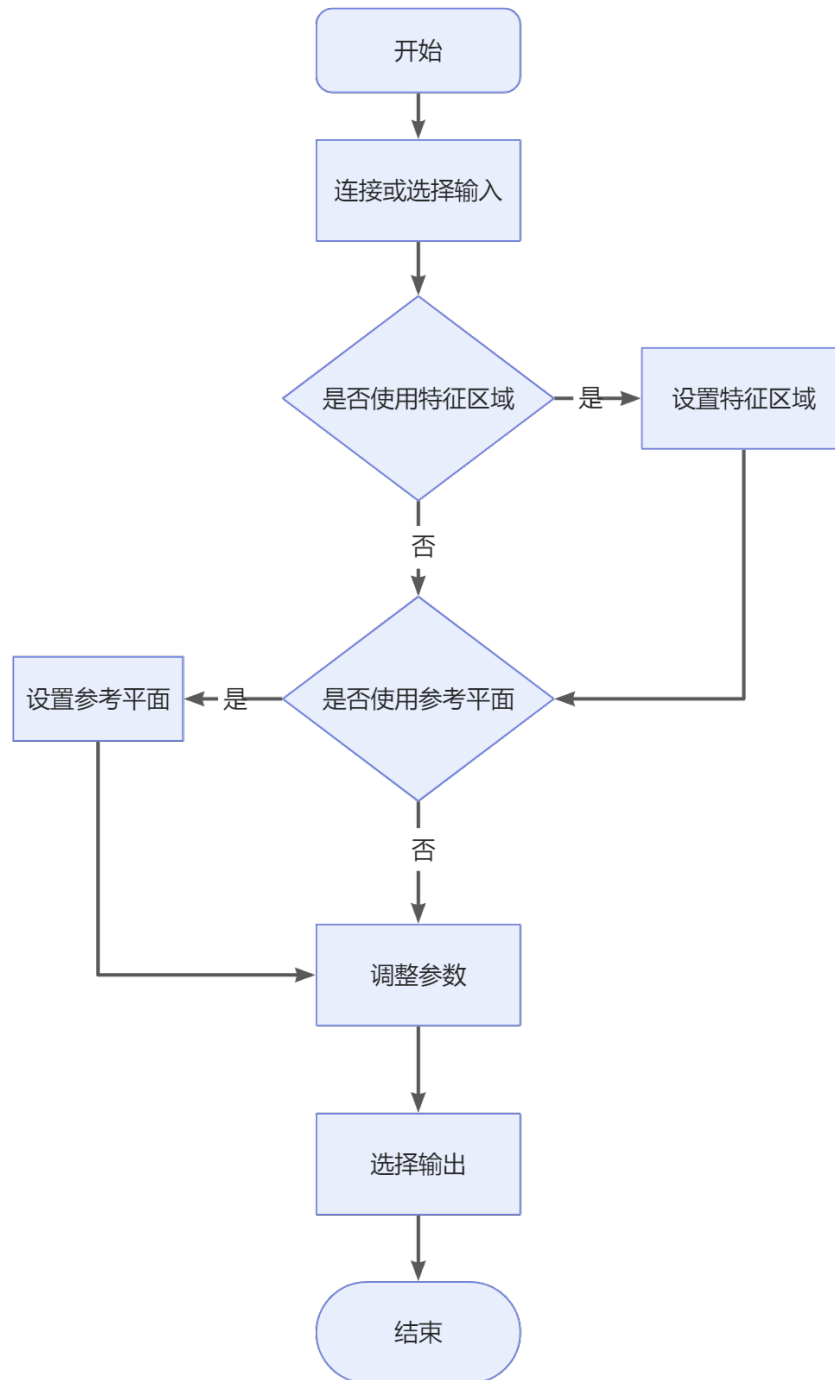 开始
连接或选择输入
是否使用特征区域
是
设置特征区域
否
设置参考平面
是
是否使用参考平面
否
调整参数
选择输出
结束